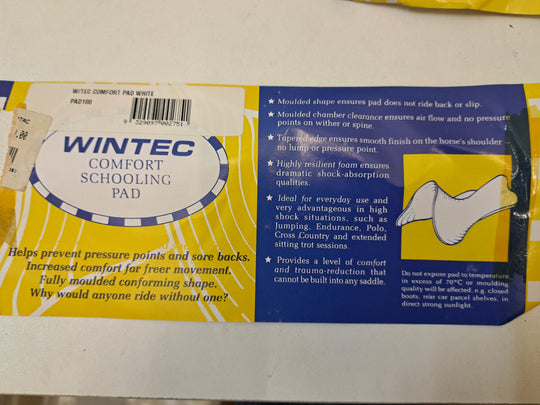 W/TEC COMFORT PAD WHITE
PAD100
9 329097 002751
WINTEC
COMFORT
SCHOOLING
PAD
Helps prevent pressure points and sore backs.
Increased comfort for freer movement.
Fully moulded conforming shape.
Why would anyone ride without one?
★ Moulded shape ensures pad does not ride back or slip.
★ Moulded chamber clearance ensures air flow and no pressure
points on wither or spine.
★ Tapered edge ensures smooth finish on the horse's shoulder
no lump or pressure point.
★ Highly resilient foam ensures
dramatic shock-absorption
qualities.
★ Ideal for everyday use and
very advantageous in high
shock situations, such as
Jumping, Endurance, Polo,
Cross Country and extended
sitting trot sessions.
★ Provides a level of comfort
and trauma-reduction that
cannot be built into any saddle.
Do not expose pad to temperature
in excess of 70°C or moulding
quality will be affected, e.g. closed
boots, rear car parcel shelves, in
direct strong sunlight.